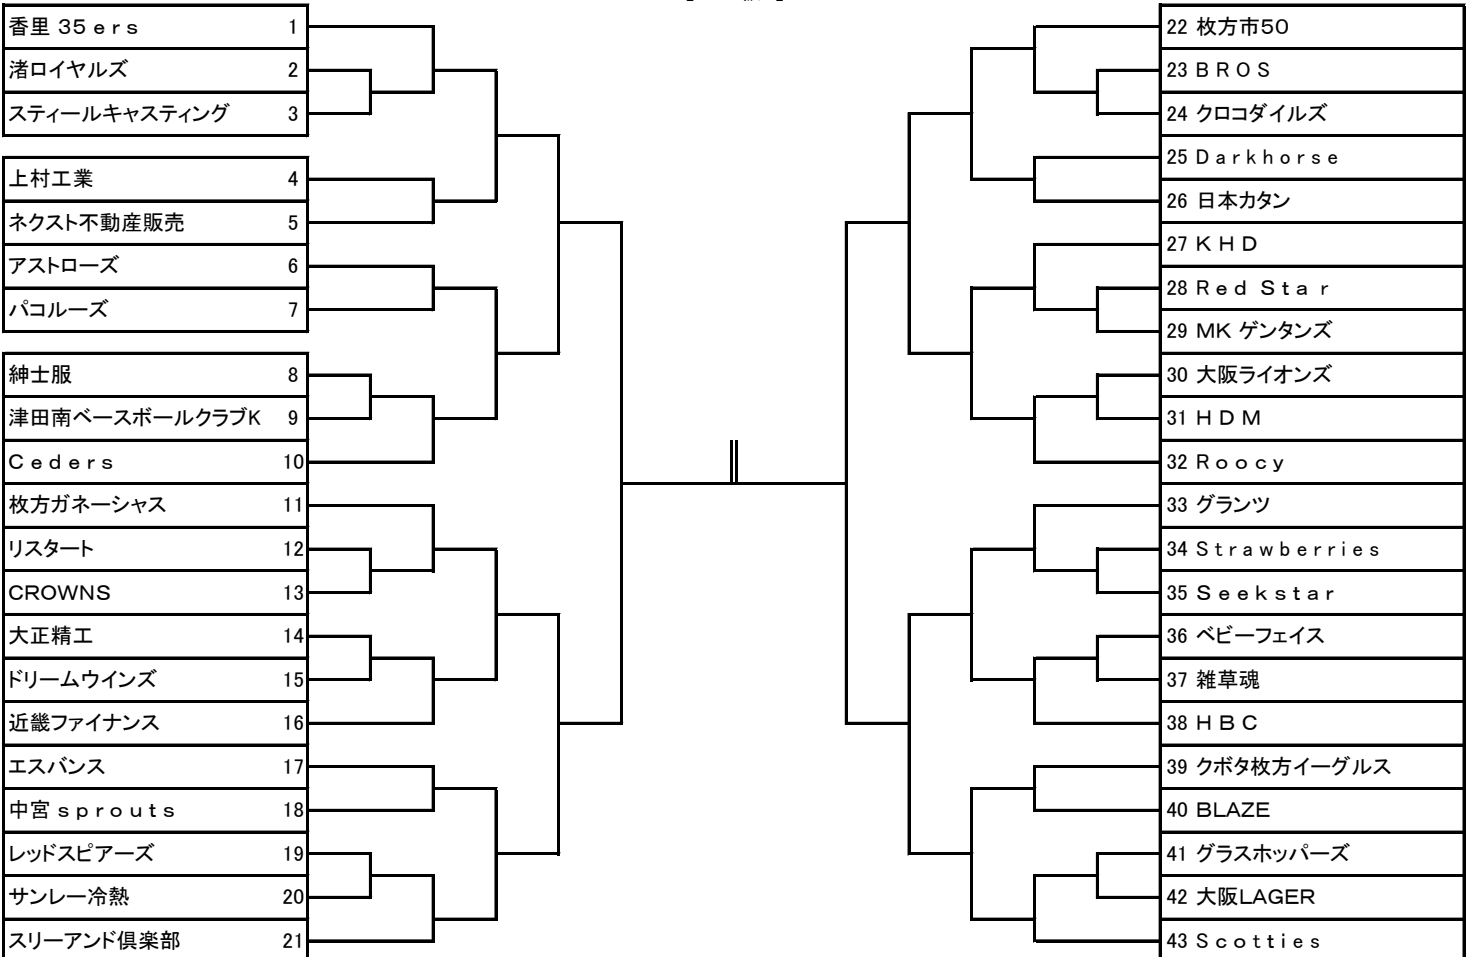 香里 35ers 1
渚ロイヤルズ 2
スティールキャスティング 3
上村工業 4
ネクスト不動産販売 5
アストローズ 6
パコルーズ 7
紳士服 8
津田南ベースボールクラブK 9
Ceders 10
枚方ガネーシャス 11
リスタート 12
CROWNS 13
大正精工 14
ドリームウインズ 15
近畿ファイナンス 16
エスバンス 17
中宮sprouts 18
レッドスピアーズ 19
サンレー冷熱 20
スリーアンド倶楽部 21
22 枚方市50
23 BROS
24 クロコダイルズ
25 Darkhorse
26 日本カタン
27 KHD
28 Red Star
29 MK ゲンタンズ
30 大阪ライオンズ
31 HDM
32 Roocy
33 グランツ
34 Strawberries
35 Seekstar
36 ベビーフェイス
37 雑草魂
38 HBC
39 クボタ枚方イーグルス
40 BLAZE
41 グラスホッパーズ
42 大阪LAGER
43 Scotties